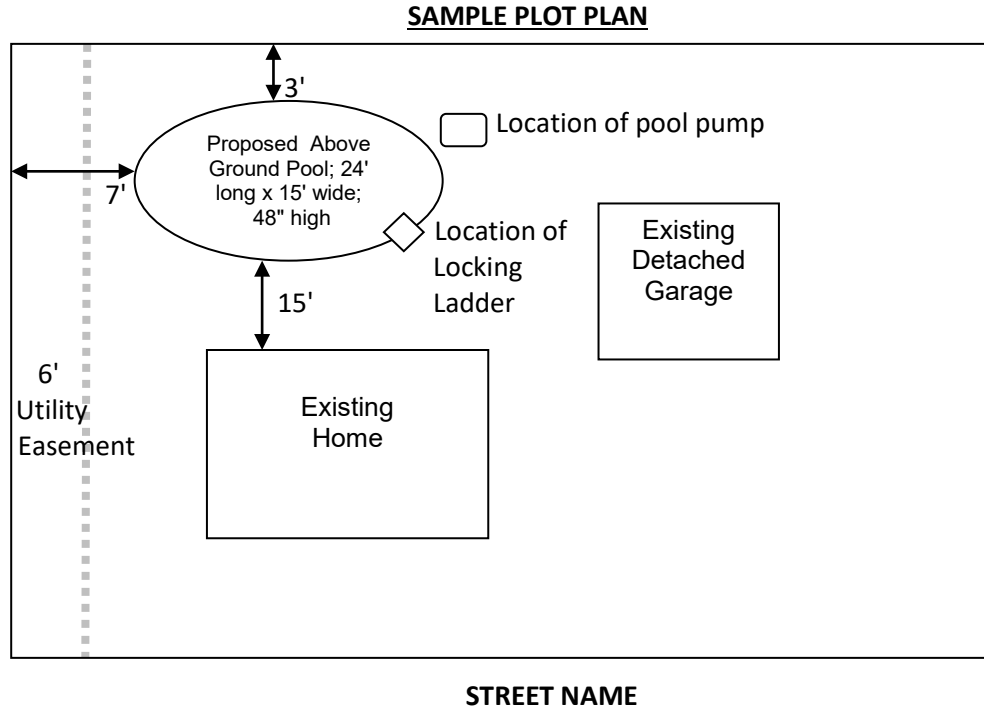 SAMPLE PLOT PLAN
3'
Location of pool pump
Proposed Above
Ground Pool; 24'
long x 15' wide;
48" high
7'
Location of
Locking
Ladder
Existing
Detached
Garage
15'
6'
Utility
Easement
Existing
Home
STREET NAME